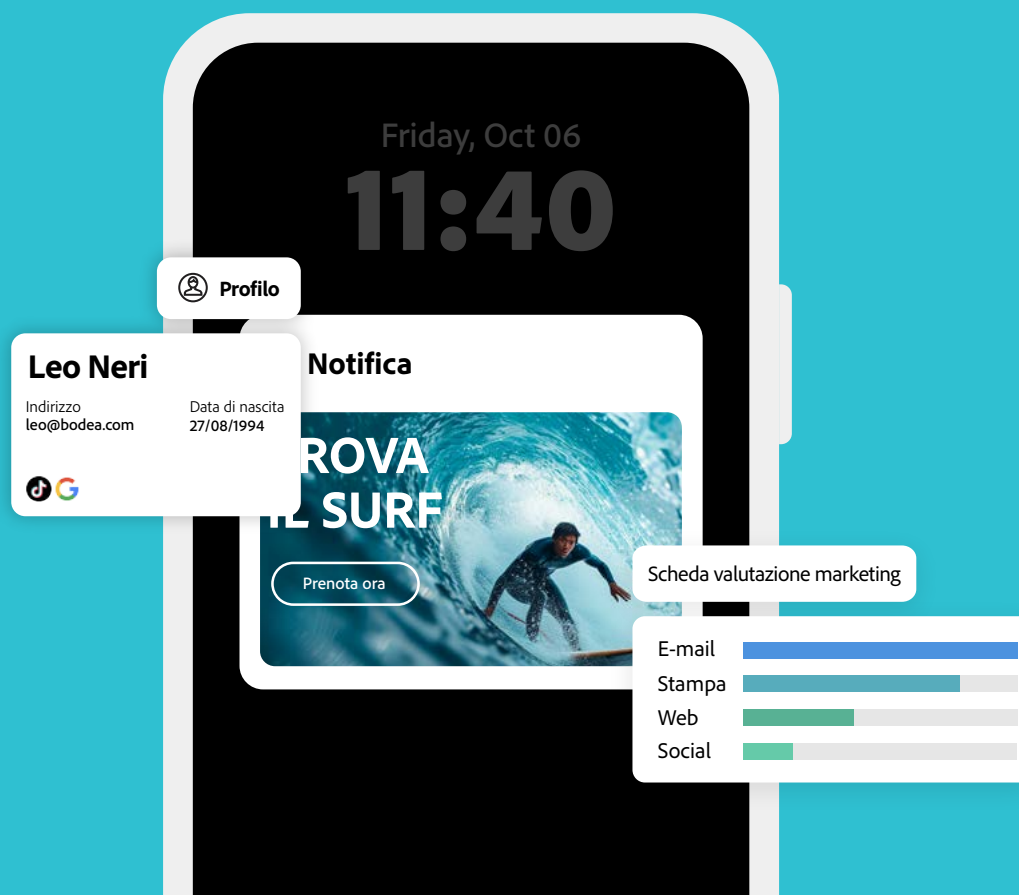 Friday, Oct 06
11:40
Profilo
Leo Neri
Indirizzo
leo@bodea.com
Data di nascita
27/08/1994
Notifica
ROVA
IL SURF
Prenota ora
Scheda valutazione marketing
E-mail
Stampa
Web
Social